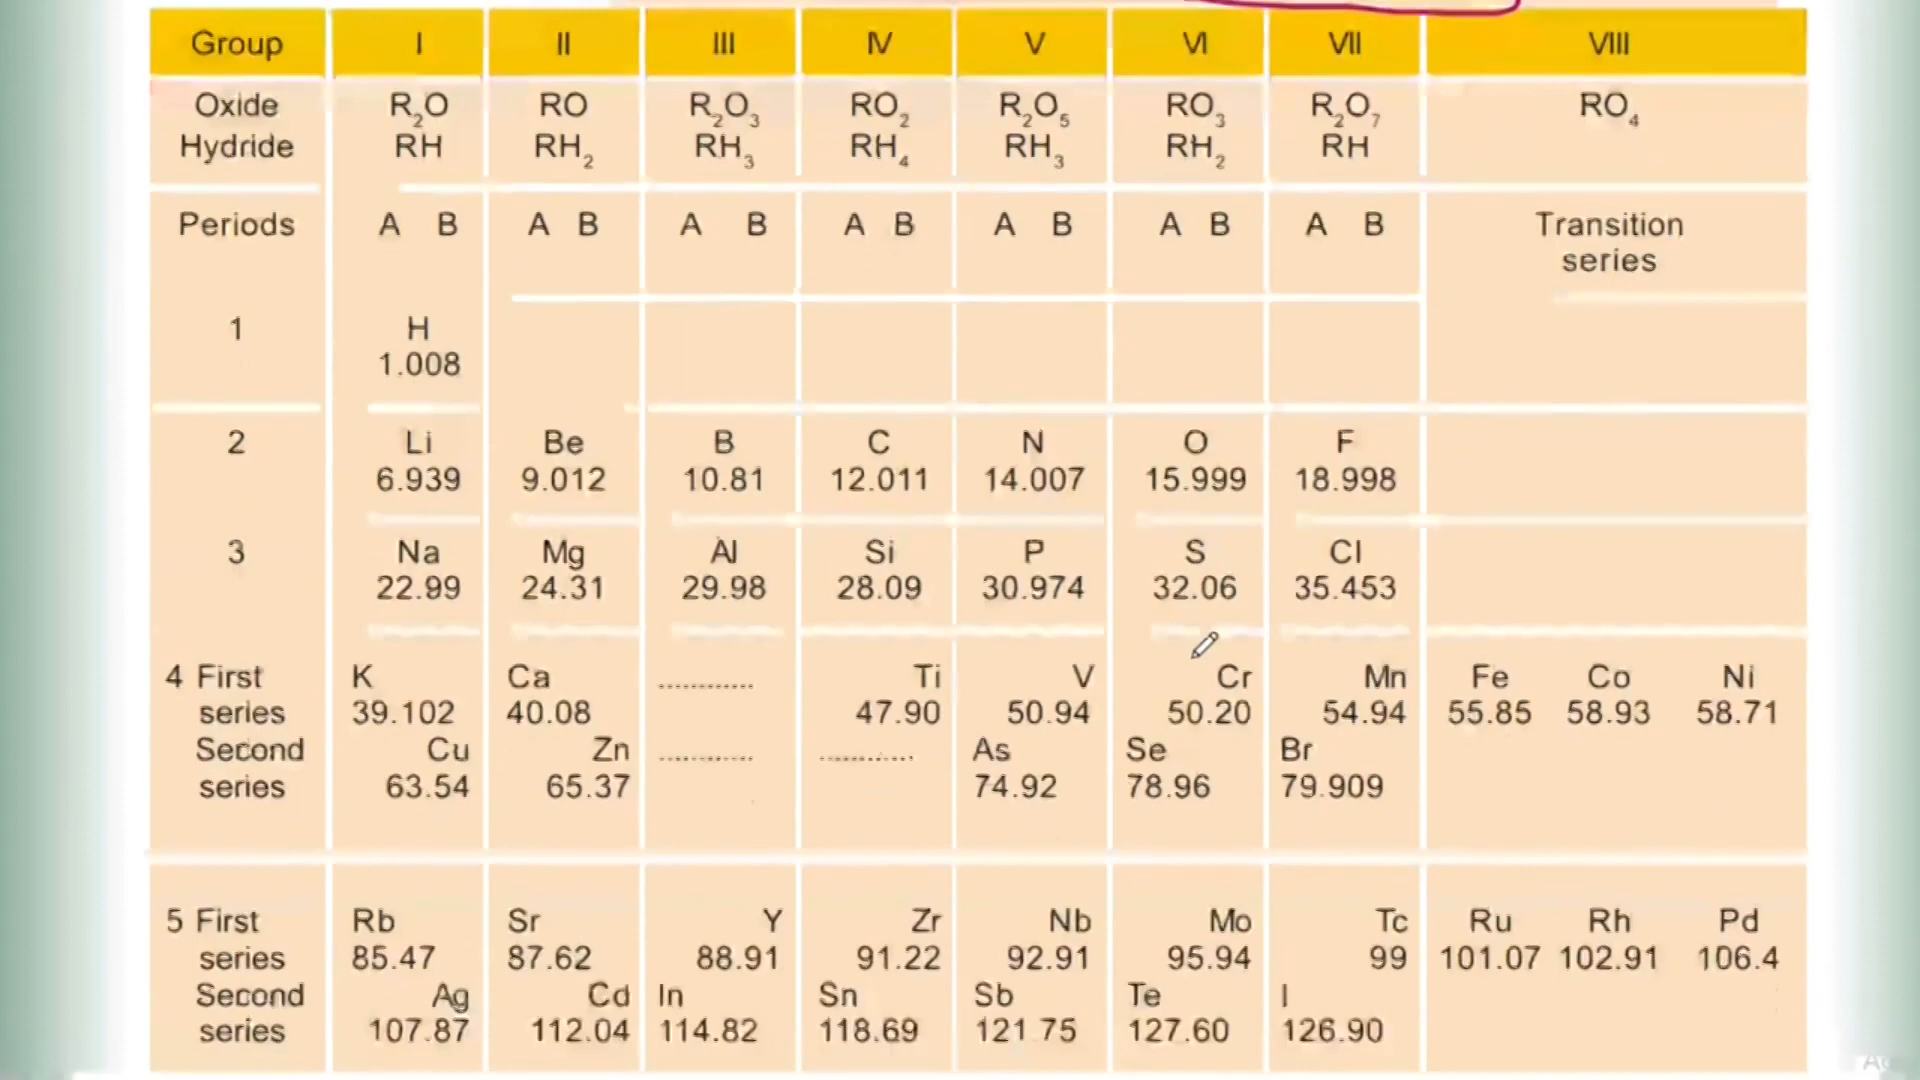 Group I II III IV V VI VII VIII
Oxide R₂O RO R₂O₃ RO₂ R₂O₅ RO₃ R₂O₇ RO₄
Hydride RH RH₂ RH₃ RH₄ RH₃ RH₂ RH
Periods A B A B A B A B A B A B A B Transition
series
1 H
1.008
2 Li Be B C N O F
6.939 9.012 10.81 12.011 14.007 15.999 18.998
3 Na Mg Al Si P S Cl
22.99 24.31 29.98 28.09 30.974 32.06 35.453
4 First K Ca ............ Ti V Cr Mn Fe Co Ni
series 39.102 40.08 47.90 50.94 50.20 54.94 55.85 58.93 58.71
Second Cu Zn ............ ............ As Se Br
series 63.54 65.37 74.92 78.96 79.909
5 First Rb Sr Y Zr Nb Mo Tc Ru Rh Pd
series 85.47 87.62 88.91 91.22 92.91 95.94 99 101.07 102.91 106.4
Second Ag Cd In Sn Sb Te I
series 107.87 112.04 114.82 118.69 121.75 127.60 126.90